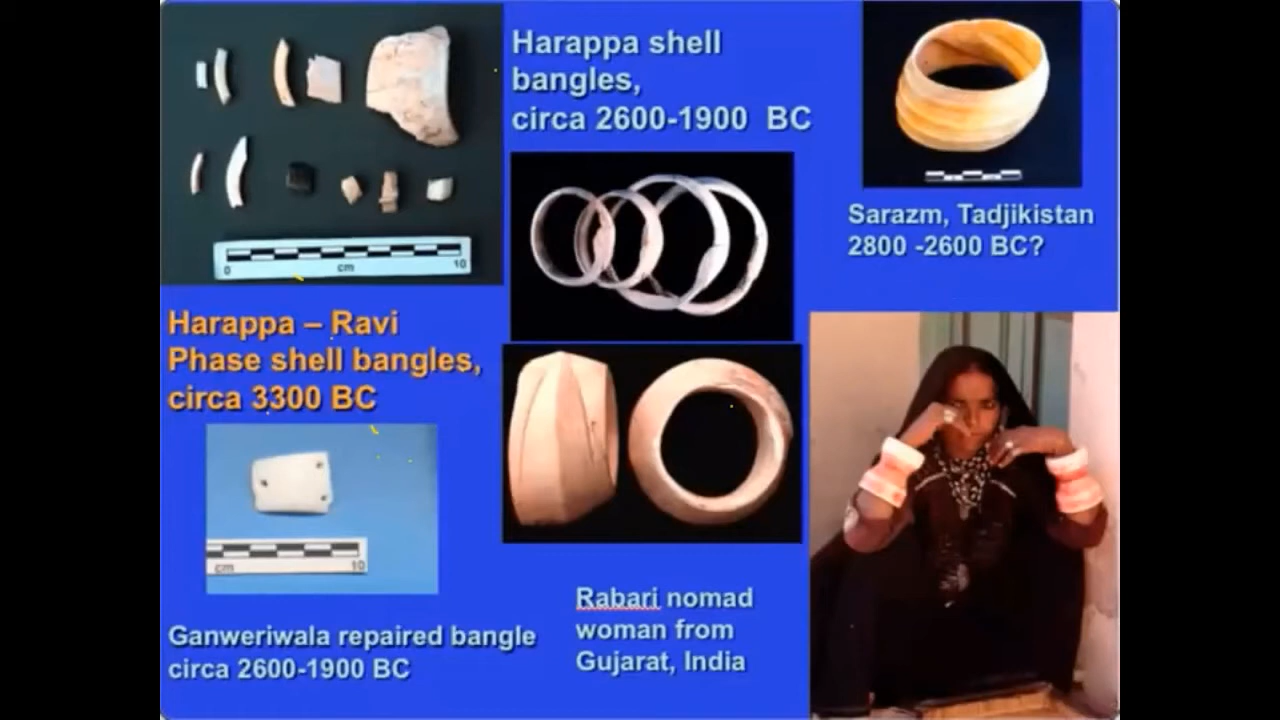 Harappa shell
bangles,
circa 2600-1900 BC
Sarazm, Tadjikistan
2800 -2600 BC?
0 cm 10
Harappa – Ravi
Phase shell bangles,
circa 3300 BC
cm 10
Ganweriwala repaired bangle
circa 2600-1900 BC
Rabari nomad
woman from
Gujarat, India